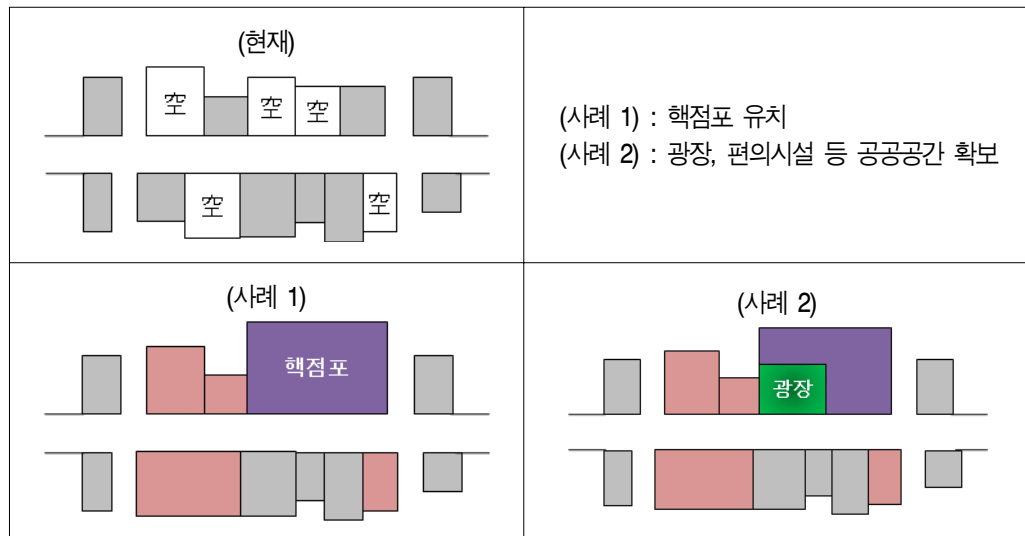 (현재)
空
空
空
空
空
(사례 1) : 핵점포 유치
(사례 2) : 광장, 편의시설 등 공공공간 확보
(사례 1)
핵점포
(사례 2)
광장